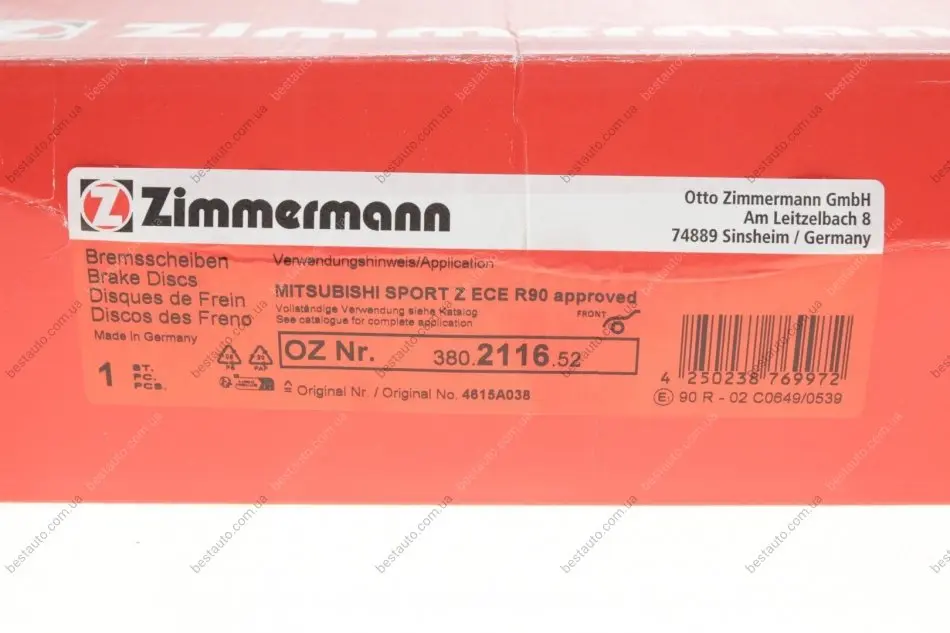 Zimmermann
Z Zimmermann
Otto Zimmermann GmbH
Am Leitzelbach 8
74889 Sinsheim / Germany
Bremsscheiben
Brake Discs
Disques de Frein
Discos des Freno
Made in Germany
1 ST.
PC.
PCS.
Verwendungshinweis/Application
MITSUBISHI SPORT Z ECE R90 approved
Vollständige Verwendung siehe Katalog
See catalogue for complete application
FRONT
OZ Nr. 380.2116.52
≙ Original Nr. / Original No. 4615A038
4 250238 769972
E1 90 R - 02 C0649/0539
bestauto.com.ua